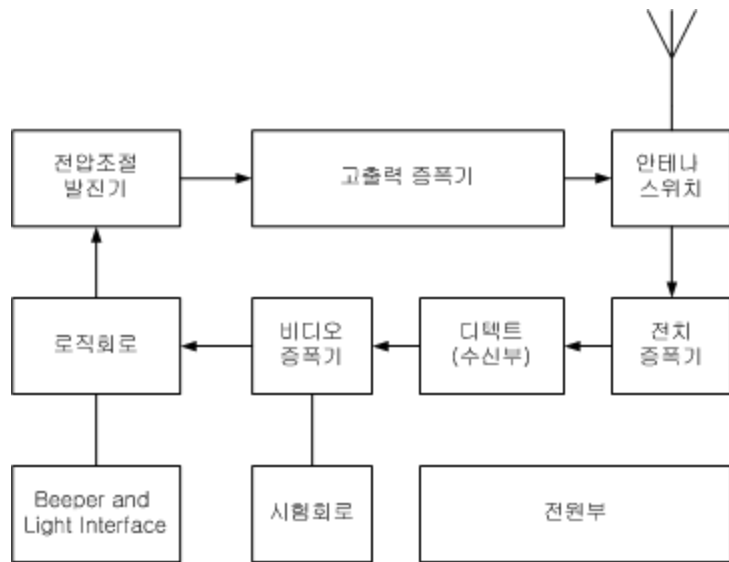 전압조절
발진기
고출력 증폭기
안테나
스위치
로직회로
비디오
증폭기
디텍트
(수신부)
전치
증폭기
Beeper and
Light Interface
시험회로
전원부